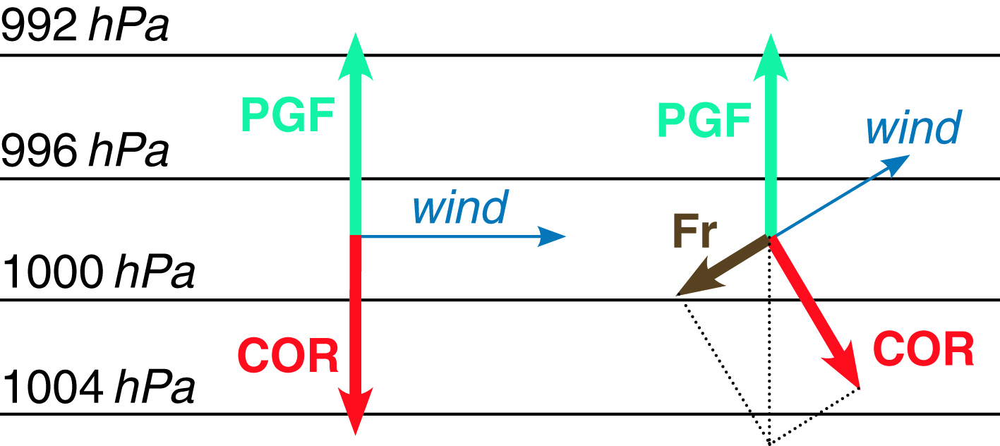 992 hPa
PGF
PGF
wind
996 hPa
wind
Fr
1000 hPa
COR
COR
1004 hPa